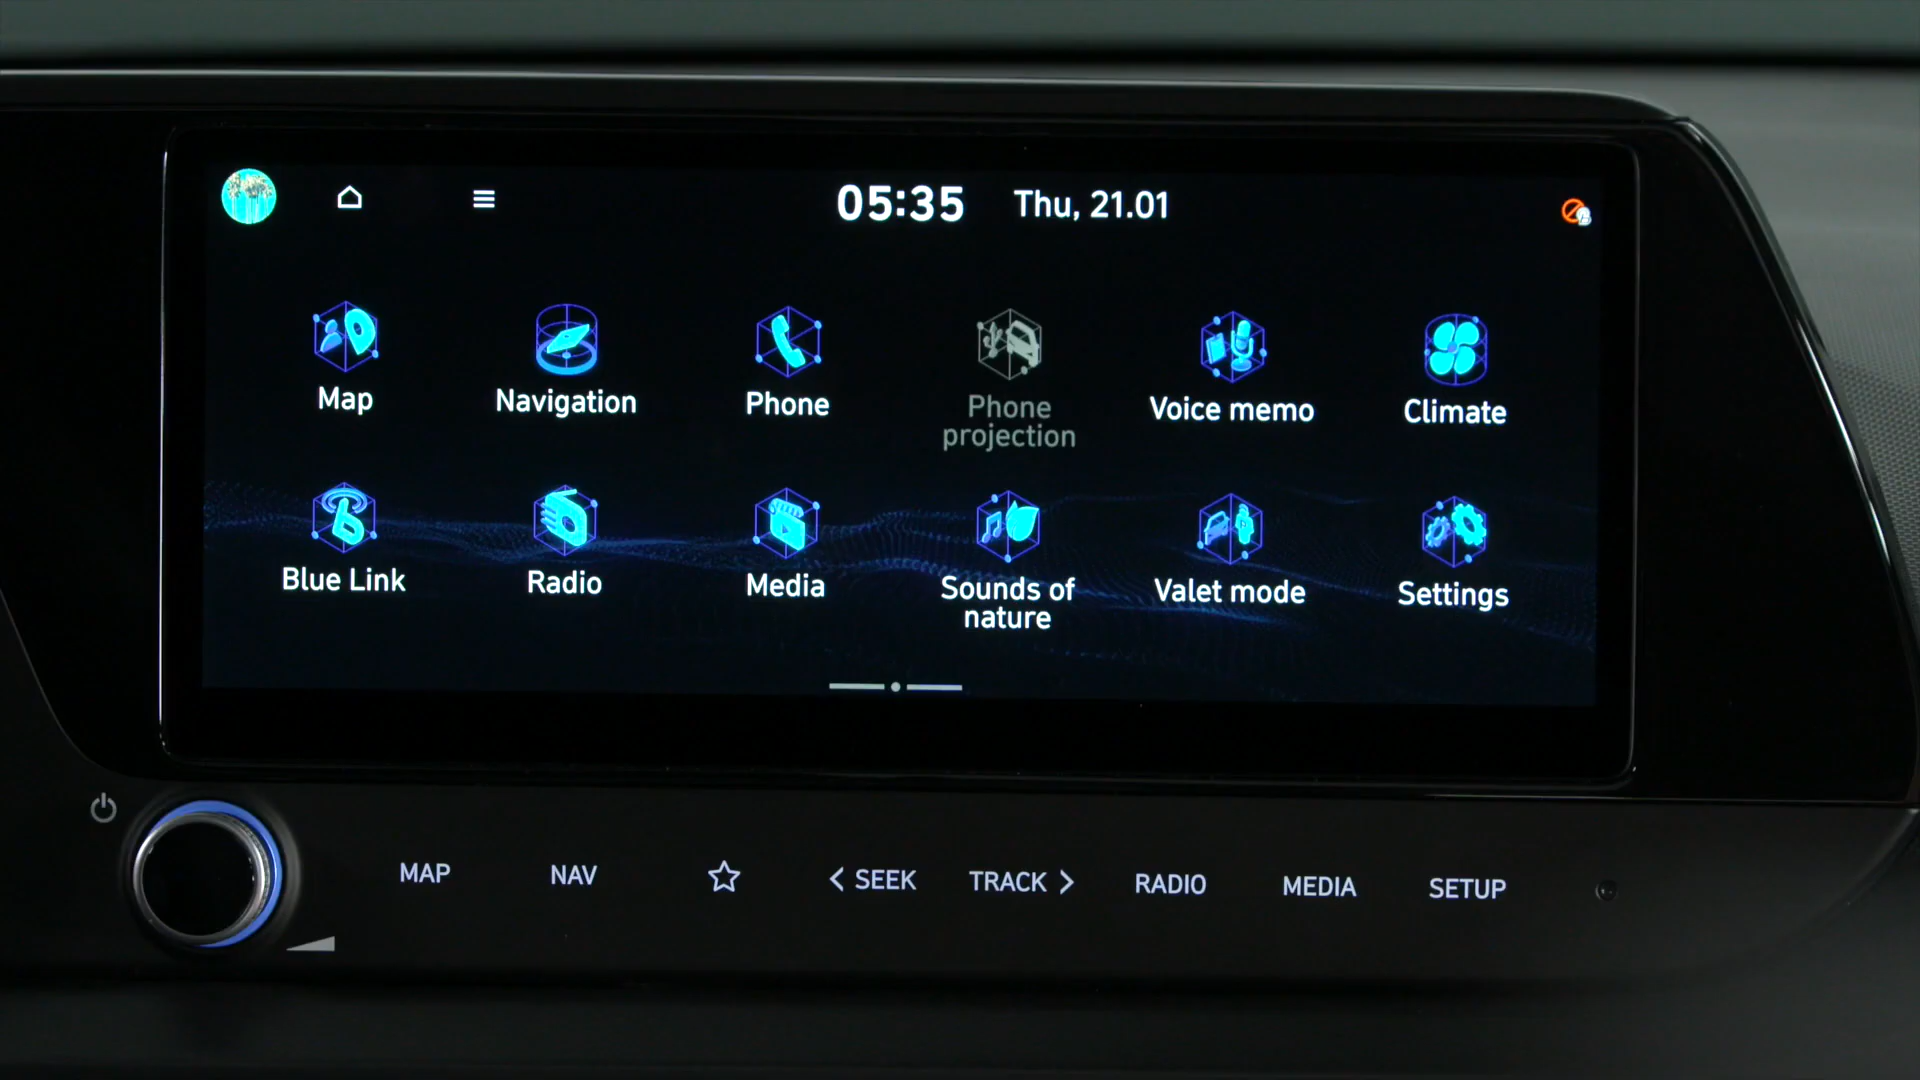 05:35 Thu, 21.01
Map
Navigation
Phone
Phone
projection
Voice memo
Climate
Blue Link
Radio
Media
Sounds of
nature
Valet mode
Settings
MAP
NAV
< SEEK
TRACK >
RADIO
MEDIA
SETUP